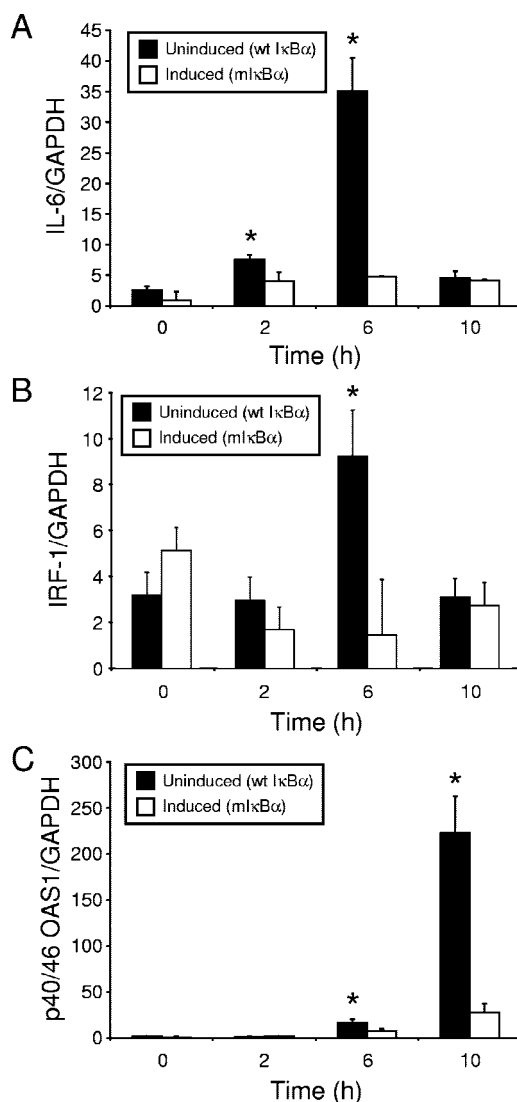 A
IL-6/GAPDH
40
35
30
25
20
15
10
5
0
Uninduced (wt IκBα)
Induced (mIκBα)
*
*
0 2 6 10
Time (h)
B
IRF-1/GAPDH
12
10
8
6
4
2
0
Uninduced (wt IκBα)
Induced (mIκBα)
*
0 2 6 10
Time (h)
C
p40/46 OAS1/GAPDH
300
250
200
150
100
50
0
Uninduced (wt IκBα)
Induced (mIκBα)
*
*
0 2 6 10
Time (h)